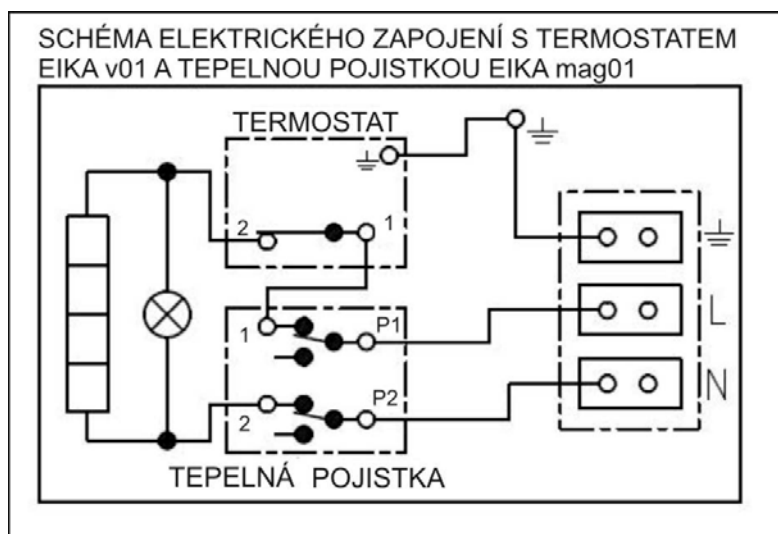 SCHÉMA ELEKTRICKÉHO ZAPOJENÍ S TERMOSTATEM
EIKA v01 A TEPELNOU POJISTKOU EIKA mag01
TERMOSTAT
2
1
1
P1
L
2
P2
N
TEPELNÁ POJISTKA